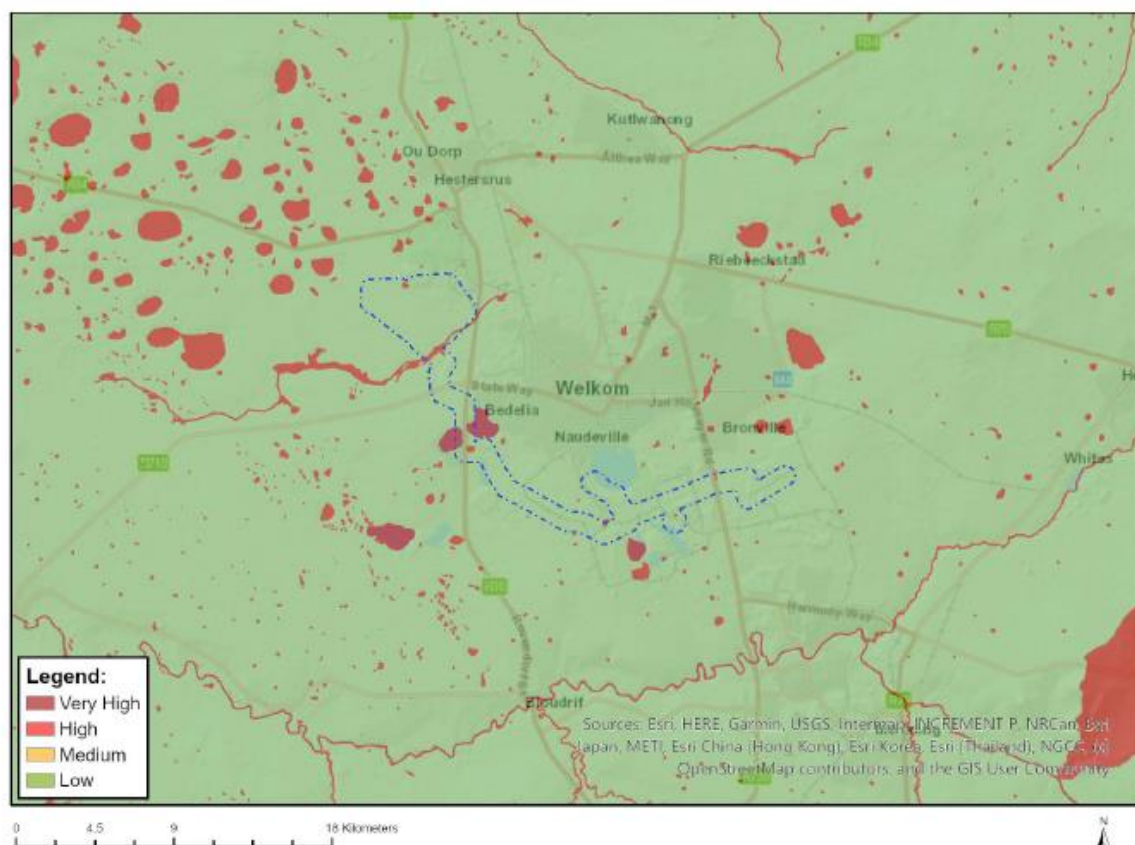 Kutlwanong
Ou Dorp
Hestersrus
Riebeeckstad
State Way
Welkom
Bedelia
Naudeville
Bronville
Whites
Harmony Way
Legend:
Very High
High
Medium
Low
Sources: Esri, HERE, Garmin, USGS, Intermap, INCREMENT P, NRCan, Esri
Japan, METI, Esri China (Hong Kong), Esri Korea, Esri (Thailand), NGCC, (c)
OpenStreetMap contributors, and the GIS User Community
0 4.5 9 18 Kilometers
N